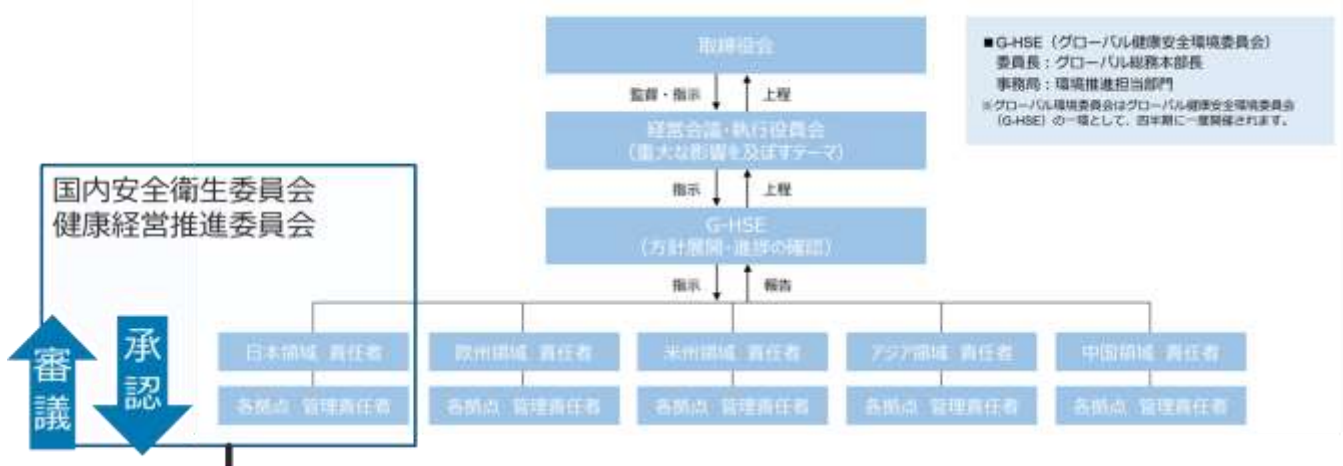 取締役会
監督・指示
上程
経営会議・執行役員会
(重大な影響を及ぼすテーマ)
指示
上程
G-HSE
(方針展開・進捗の確認)
指示
報告
■G-HSE（グローバル健康安全環境委員会）
委員長：グローバル総務本部長
事務局：環境推進担当部門
※グローバル環境委員会はグローバル健康安全環境委員会
（G-HSE）の一環として、四半期に一度開催されます。
国内安全衛生委員会
健康経営推進委員会
審議
承認
日本領域 責任者
欧州領域 責任者
米州領域 責任者
アジア領域 責任者
中国領域 責任者
各拠点 管理責任者
各拠点 管理責任者
各拠点 管理責任者
各拠点 管理責任者
各拠点 管理責任者